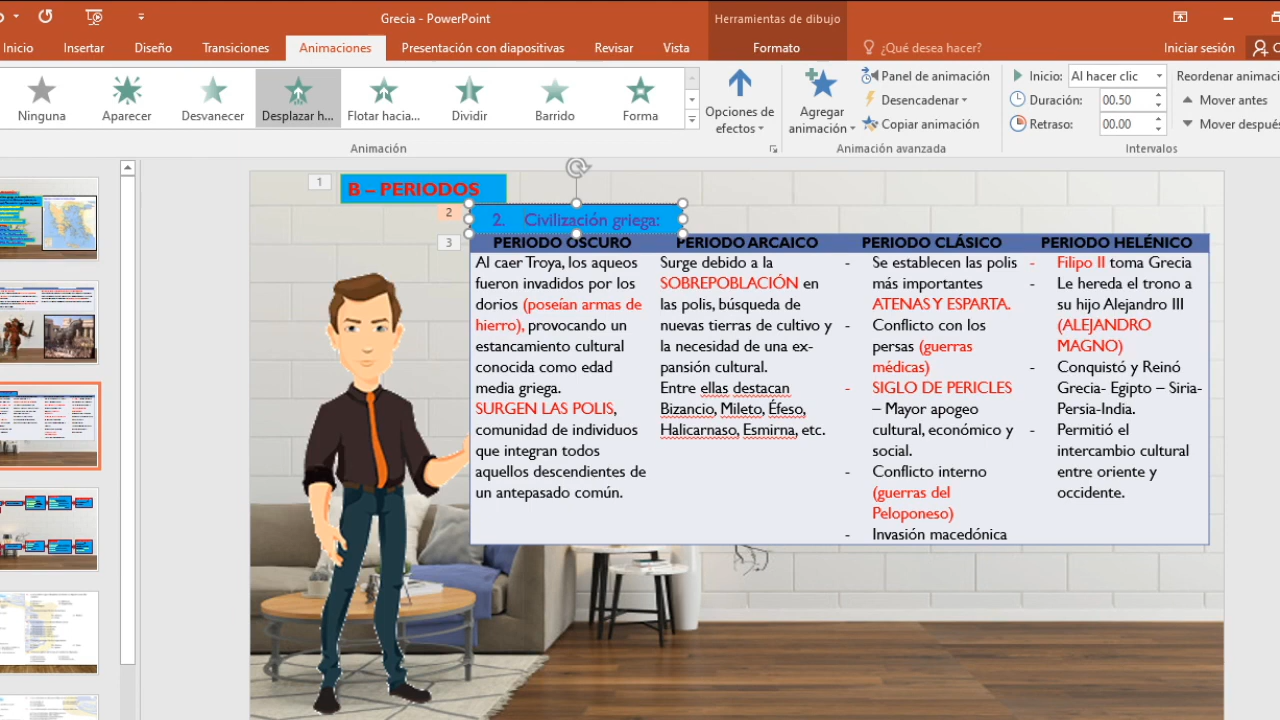 Grecia - PowerPoint
Herramientas de dibujo
Inicio
Insertar
Diseño
Transiciones
Animaciones
Presentación con diapositivas
Revisar
Vista
Formato
¿Qué desea hacer?
Iniciar sesión
Ninguna
Aparecer
Desvanecer
Desplazar h...
Flotar hacia...
Dividir
Barrido
Forma
Opciones de
efectos
Agregar
animación
Panel de animación
Desencadenar
Copiar animación
Inicio: Al hacer clic
Duración: 00.50
Retraso: 00.00
Reordenar animaci
Mover antes
Mover después
Animación
Animación avanzada
Intervalos
1
B – PERIODOS
2
2. Civilización griega:
3
PERIODO OSCURO
Al caer Troya, los aqueos
fueron invadidos por los
dorios (poseían armas de
hierro), provocando un
estancamiento cultural
conocida como edad
media griega.
SURGEN LAS POLIS,
comunidad de individuos
que integran todos
aquellos descendientes de
un antepasado común.
PERIODO ARCAICO
Surge debido a la
SOBREPOBLACIÓN en
las polis, búsqueda de
nuevas tierras de cultivo y
la necesidad de una ex-
pansión cultural.
Entre ellas destacan
Bizancio, Mileto, Éfeso,
Halicarnaso, Esmirna, etc.
PERIODO CLÁSICO
- Se establecen las polis
más importantes
ATENAS Y ESPARTA.
- Conflicto con los
persas (guerras
médicas)
- SIGLO DE PERICLES
– Mayor apogeo
cultural, económico y
social.
- Conflicto interno
(guerras del
Peloponeso)
- Invasión macedónica
PERIODO HELÉNICO
- Filipo II toma Grecia
- Le hereda el trono a
su hijo Alejandro III
(ALEJANDRO
MAGNO)
- Conquistó y Reinó
Grecia- Egipto – Siria-
Persia-India.
- Permitió el
intercambio cultural
entre oriente y
occidente.